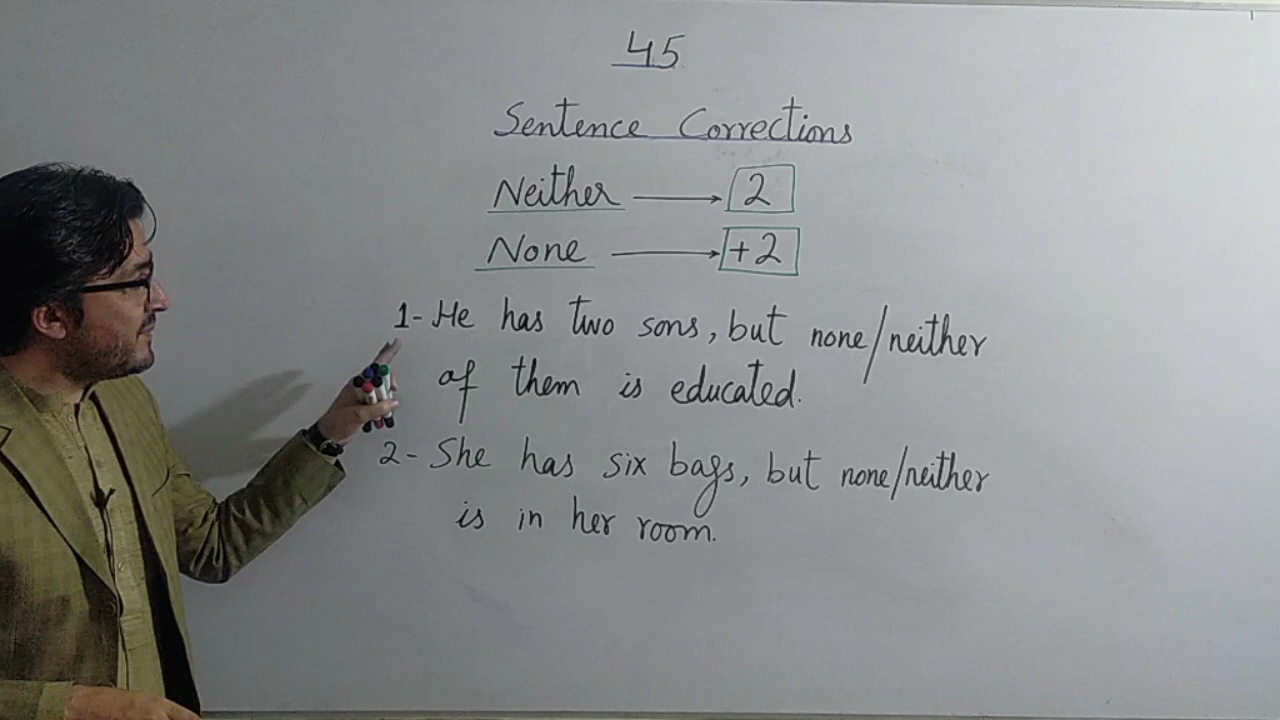 45
Sentence Corrections
Neither → 2
None → +2
1- He has two sons, but none/neither
of them is educated.
2- She has six bags, but none/neither
is in her room.